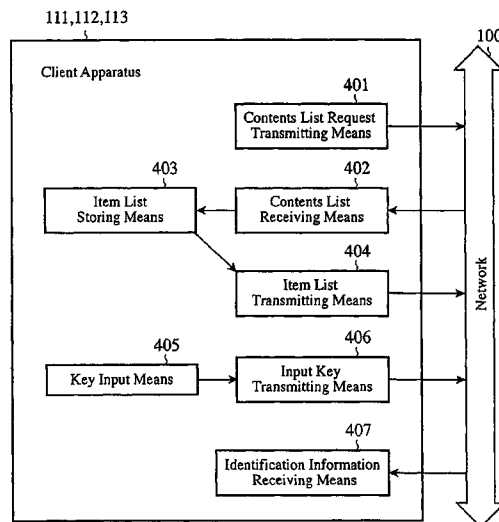 111,112,113
100
Client Apparatus
401
Contents List Request
Transmitting Means
403
402
Item List
Storing Means
Contents List
Receiving Means
404
Item List
Transmitting Means
Network
405
406
Key Input Means
Input Key
Transmitting Means
407
Identification Information
Receiving Means